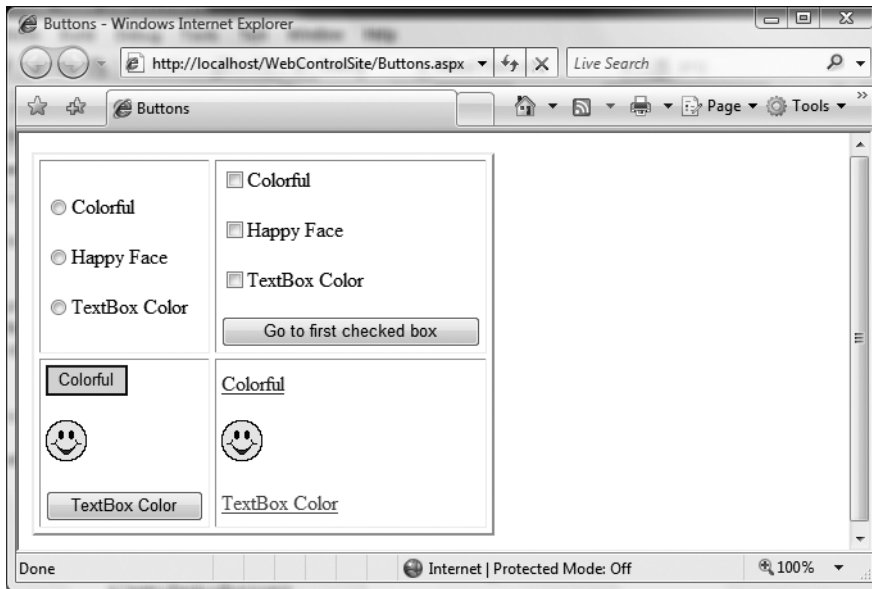 Buttons - Windows Internet Explorer
http://localhost/WebControlSite/Buttons.aspx
Live Search
Buttons
Page
Tools
Colorful
Happy Face
TextBox Color
Colorful
Happy Face
TextBox Color
Go to first checked box
Colorful
TextBox Color
Colorful
TextBox Color
Done
Internet | Protected Mode: Off
100%